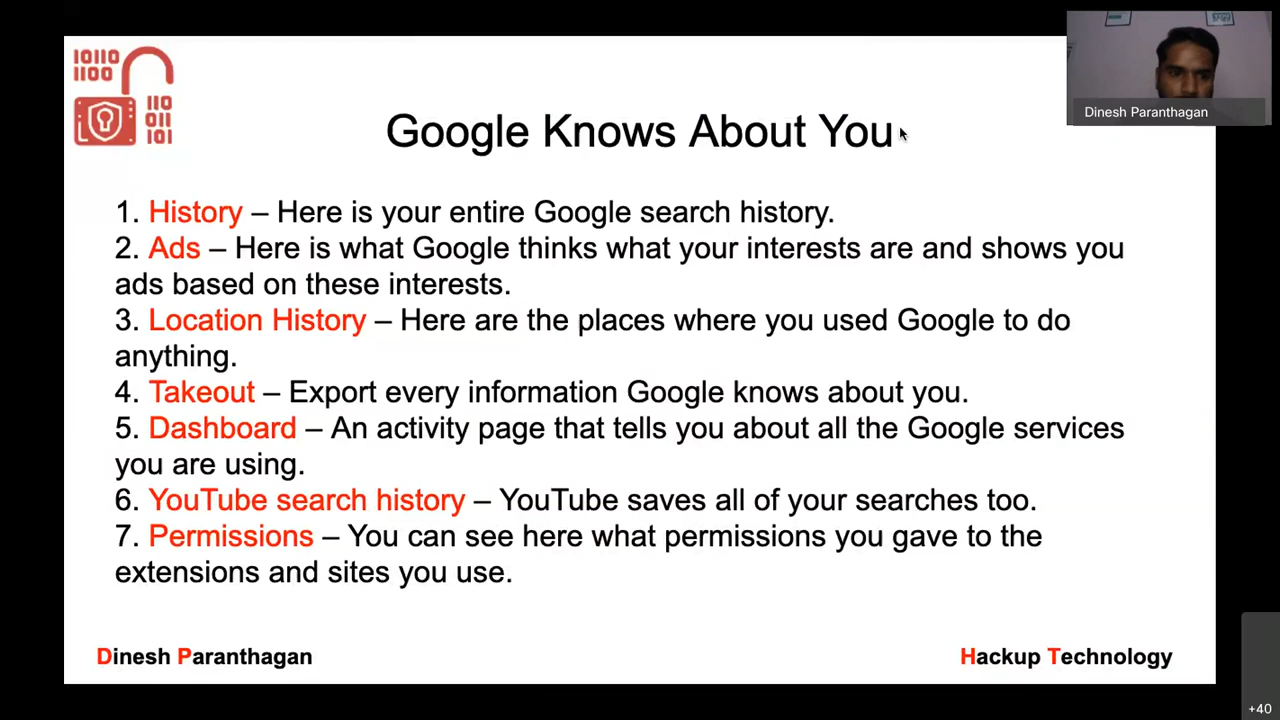 10110
1100
110
011
101
Dinesh Paranthagan
Google Knows About You
1. History – Here is your entire Google search history.
2. Ads – Here is what Google thinks what your interests are and shows you
ads based on these interests.
3. Location History – Here are the places where you used Google to do
anything.
4. Takeout – Export every information Google knows about you.
5. Dashboard – An activity page that tells you about all the Google services
you are using.
6. YouTube search history – YouTube saves all of your searches too.
7. Permissions – You can see here what permissions you gave to the
extensions and sites you use.
Dinesh Paranthagan
Hackup Technology
+40